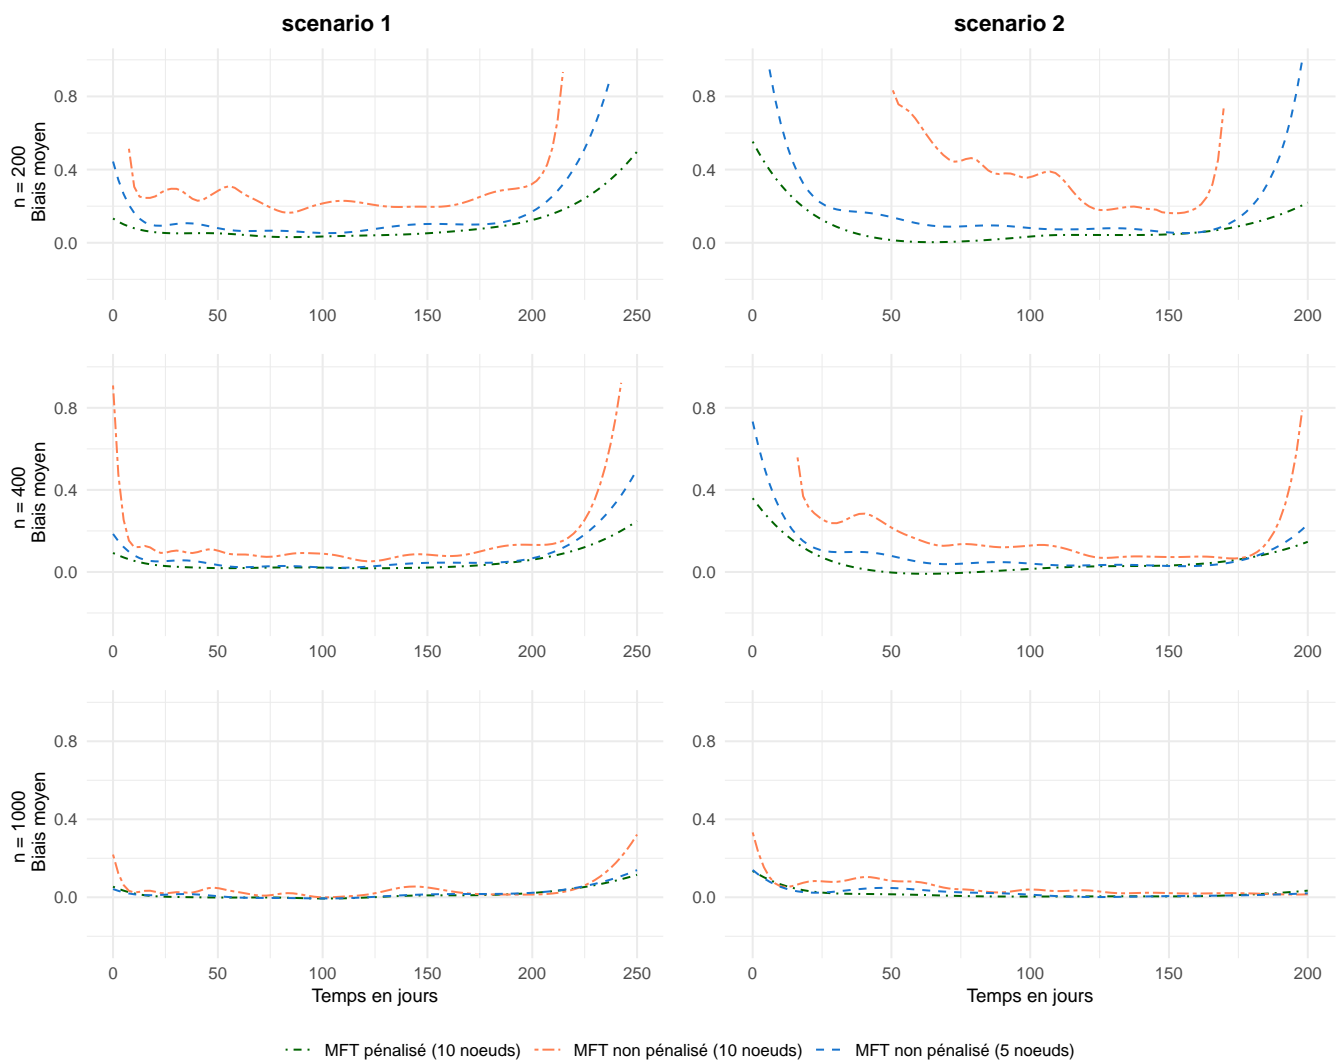 scenario 1
scenario 2
n = 200
Biais moyen
0.8
0.4
0.0
0 50 100 150 200 250
0.8
0.4
0.0
0 50 100 150 200
n = 400
Biais moyen
0.8
0.4
0.0
0 50 100 150 200 250
0.8
0.4
0.0
0 50 100 150 200
n = 1000
Biais moyen
0.8
0.4
0.0
0 50 100 150 200 250
Temps en jours
0.8
0.4
0.0
0 50 100 150 200
Temps en jours
MFT pénalisé (10 noeuds) MFT non pénalisé (10 noeuds) MFT non pénalisé (5 noeuds)